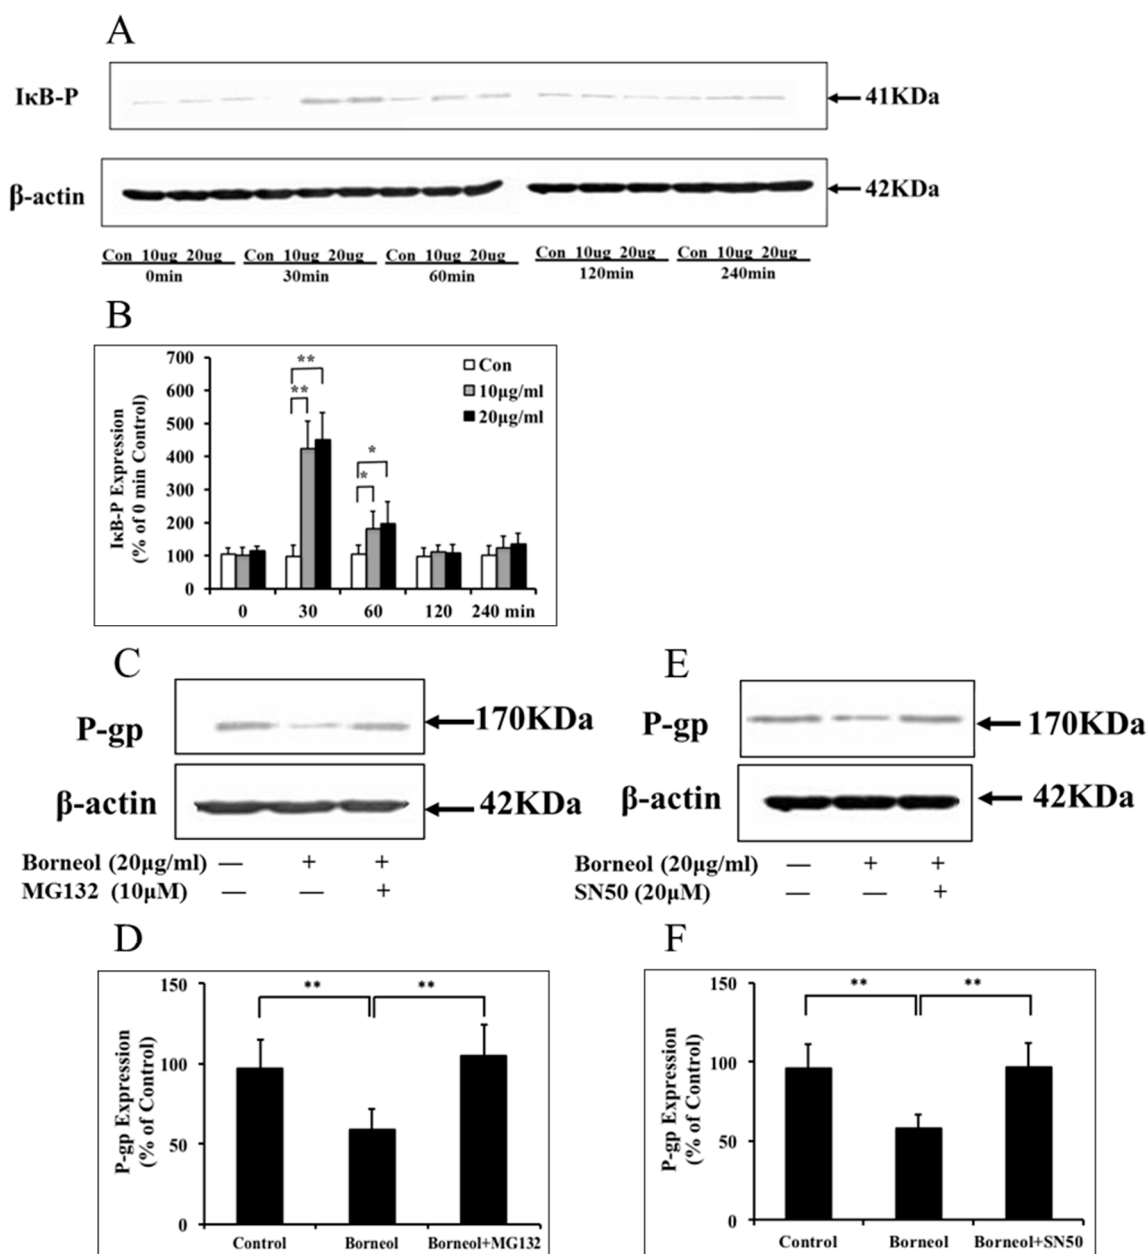 A
IκB-P
41KDa
β-actin
42KDa
Con 10ug 20ug Con 10ug 20ug Con 10ug 20ug Con 10ug 20ug Con 10ug 20ug
0min 30min 60min 120min 240min
B
IκB-P Expression
(% of 0 min Control)
700
600
500
400
300
200
100
0
Con
10μg/ml
20μg/ml
**
**
*
*
0 30 60 120 240 min
C
P-gp
170KDa
β-actin
42KDa
Borneol (20μg/ml) — + +
MG132 (10μM) — — +
E
P-gp
170KDa
β-actin
42KDa
Borneol (20μg/ml) — + +
SN50 (20μM) — — +
D
P-gp Expression
(% of Control)
150
100
50
0
** **
Control Borneol Borneol+MG132
F
P-gp Expression
(% of Control)
150
100
50
0
** **
Control Borneol Borneol+SN50